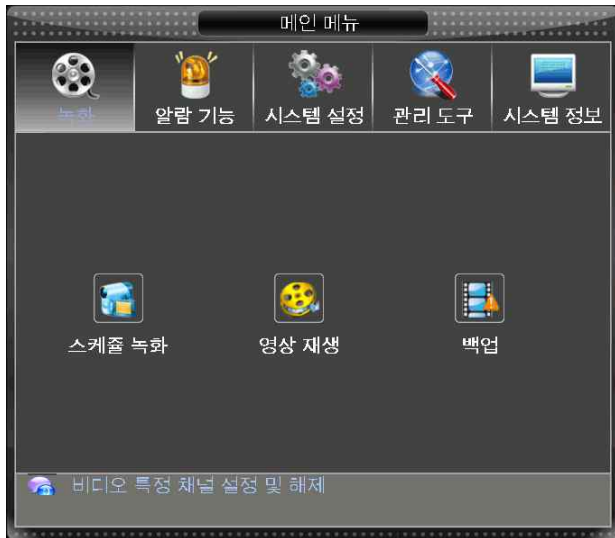 메인 메뉴
녹화 알람 기능 시스템 설정 관리 도구 시스템 정보
스케쥴 녹화 영상 재생 백업
비디오 특정 채널 설정 및 해제